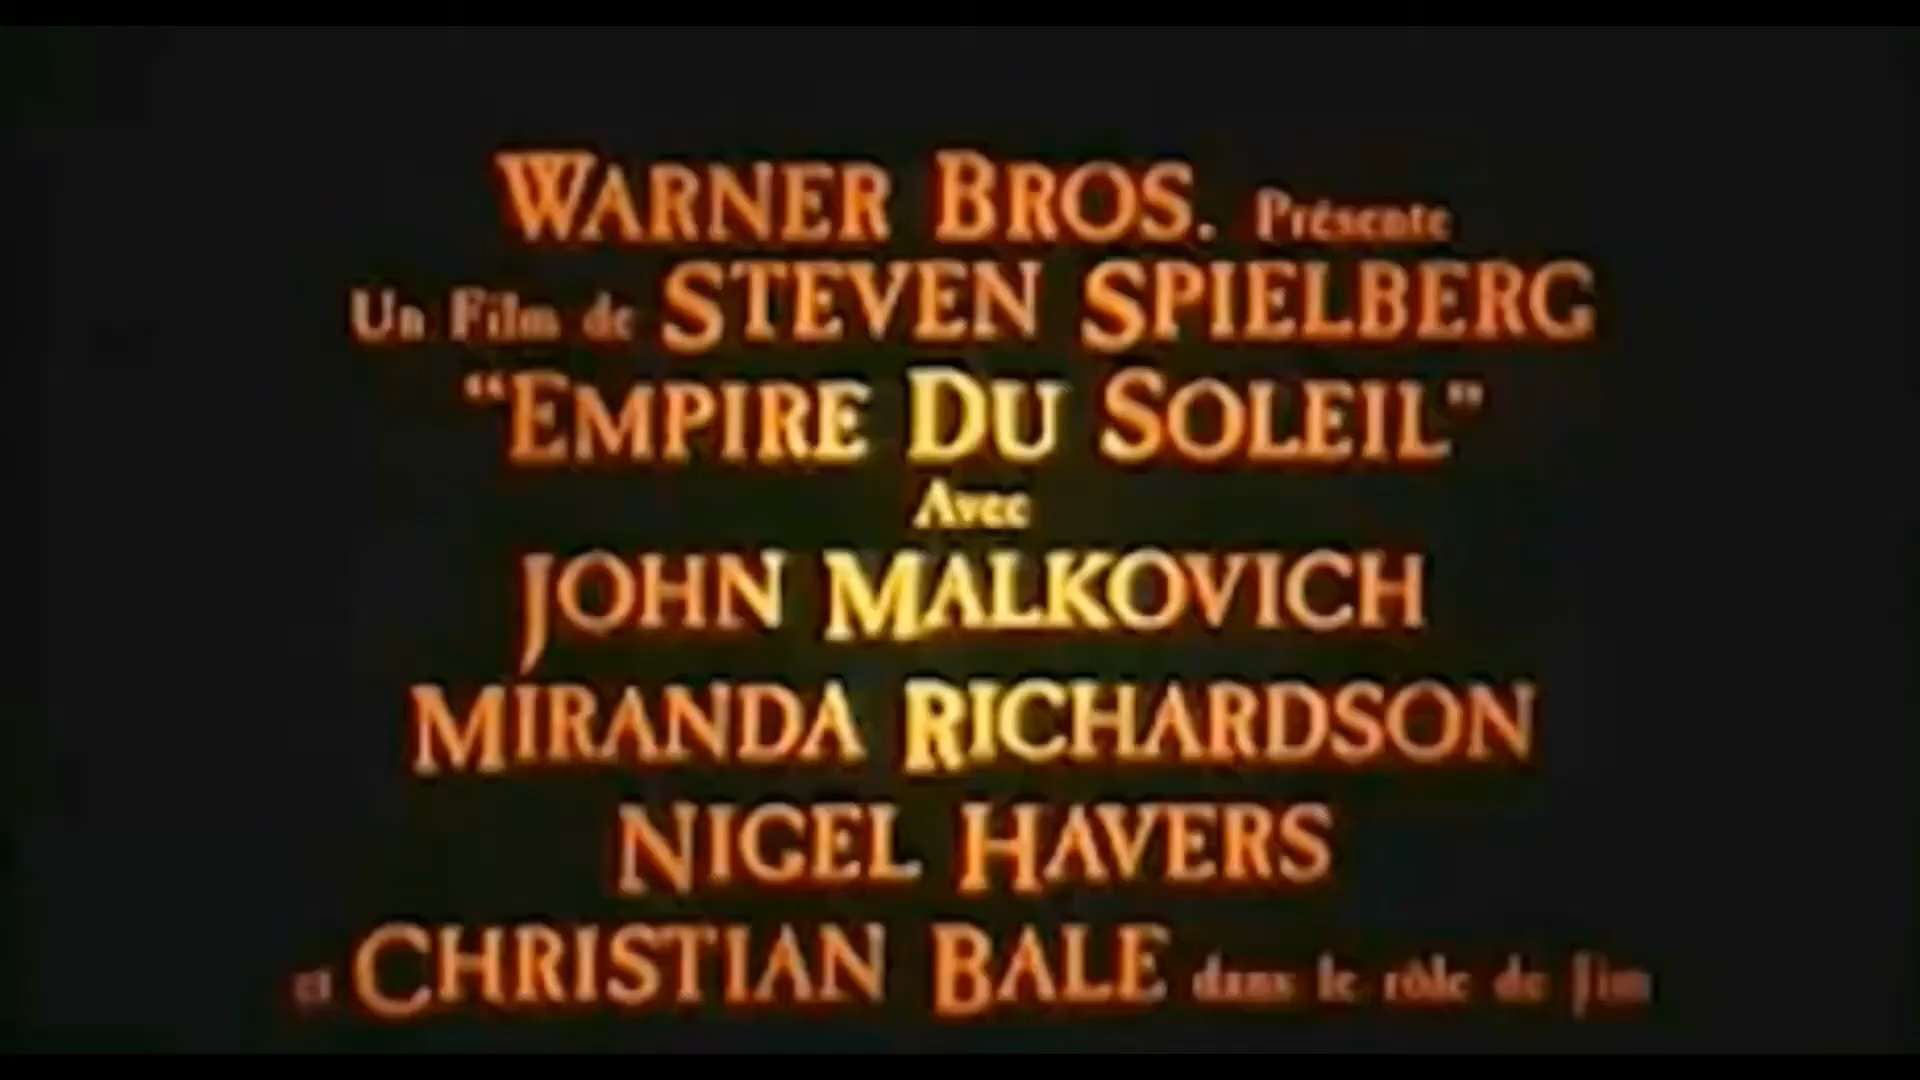 WARNER BROS. Présente
Un Film de STEVEN SPIELBERG
“EMPIRE DU SOLEIL”
Avec
JOHN MALKOVICH
MIRANDA RICHARDSON
NIGEL HAVERS
et CHRISTIAN BALE dans le rôle de Jim